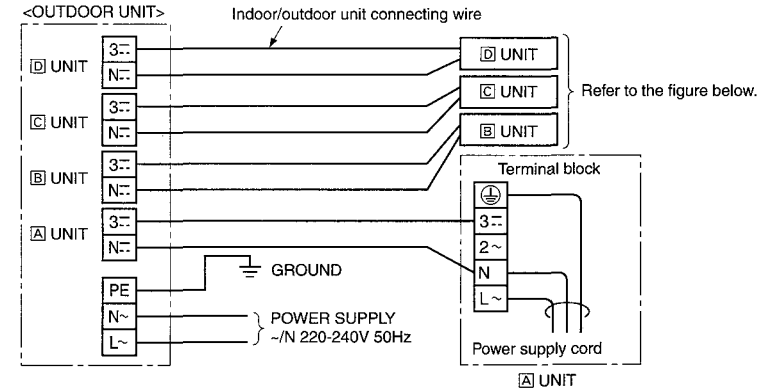 <OUTDOOR UNIT>
Indoor/outdoor unit connecting wire
D UNIT
3⎓
N⎓
D UNIT
C UNIT
3⎓
N⎓
C UNIT
Refer to the figure below.
B UNIT
3⎓
N⎓
B UNIT
A UNIT
3⎓
N⎓
Terminal block
3⎓
2~
N
L~
PE
GROUND
N~
L~
POWER SUPPLY
~/N 220-240V 50Hz
Power supply cord
A UNIT